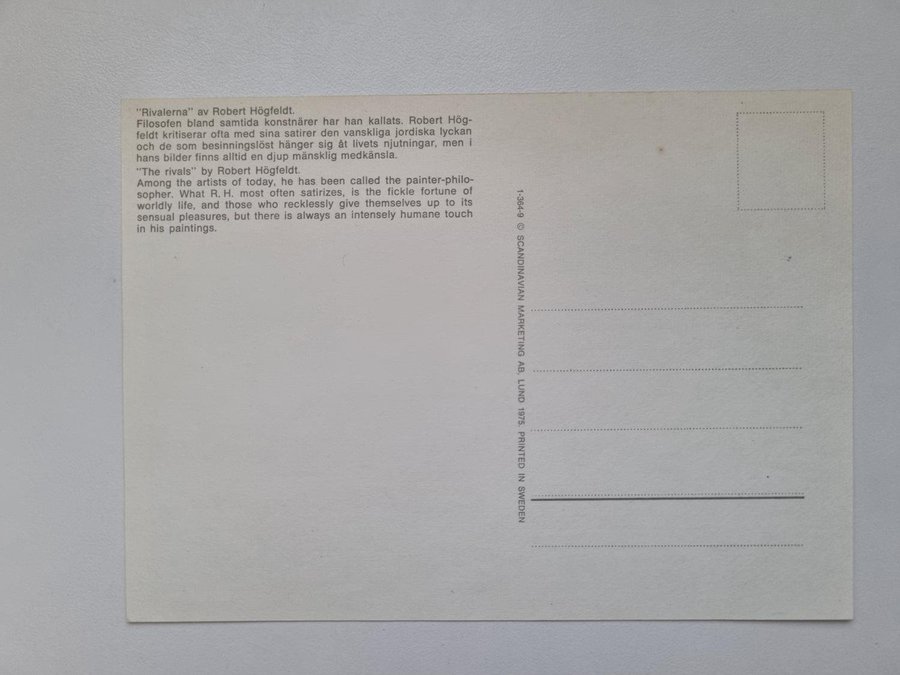 "Rivalerna" av Robert Högfeldt.
Filosofen bland samtida konstnärer har han kallats. Robert Hög-
feldt kritiserar ofta med sina satirer den vanskliga jordiska lyckan
och de som besinningslöst hänger sig åt livets njutningar, men i
hans bilder finns alltid en djup mänsklig medkänsla.
"The rivals" by Robert Högfeldt.
Among the artists of today, he has been called the painter-philo-
sopher. What R. H. most often satirizes, is the fickle fortune of
worldly life, and those who recklessly give themselves up to its
sensual pleasures, but there is always an intensely humane touch
in his paintings.
1-364-9 © SCANDINAVIAN MARKETING AB. LUND 1975. PRINTED IN SWEDEN